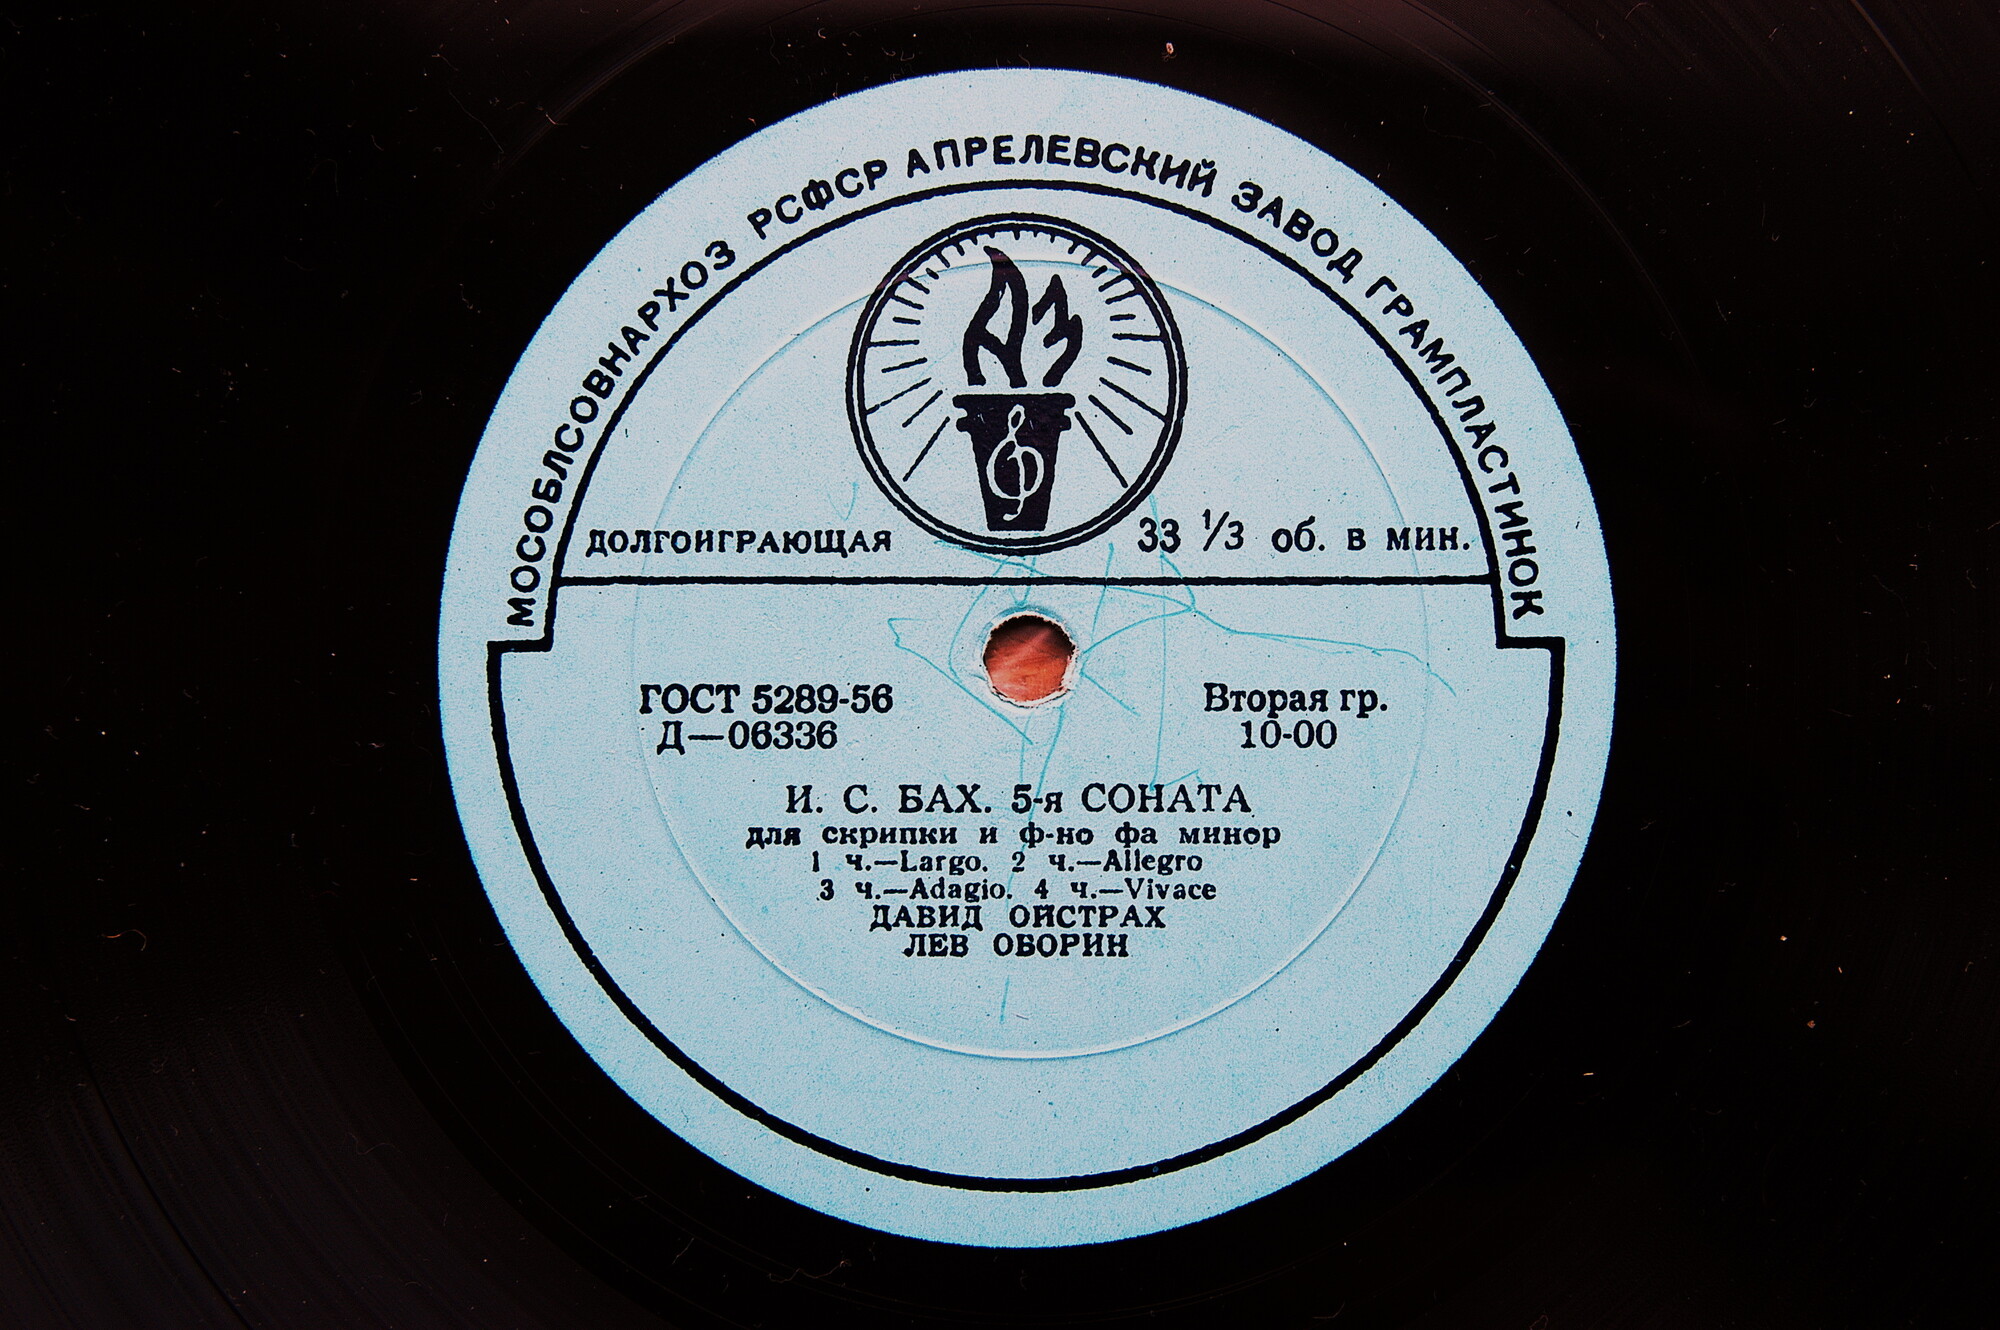 МОСОБЛСОВНАРХОЗ РСФСР АПРЕЛЕВСКИЙ ЗАВОД ГРАМПЛАСТИНОК
АЗ
ДОЛГОИГРАЮЩАЯ
33 1/3 об. в мин.
ГОСТ 5289-56
Д—06336
Вторая гр.
10-00
И. С. БАХ. 5-я СОНАТА
для скрипки и ф-но фа минор
1 ч.—Largo. 2 ч.—Allegro
3 ч.—Adagio. 4 ч.—Vivace
ДАВИД ОЙСТРАХ
ЛЕВ ОБОРИН